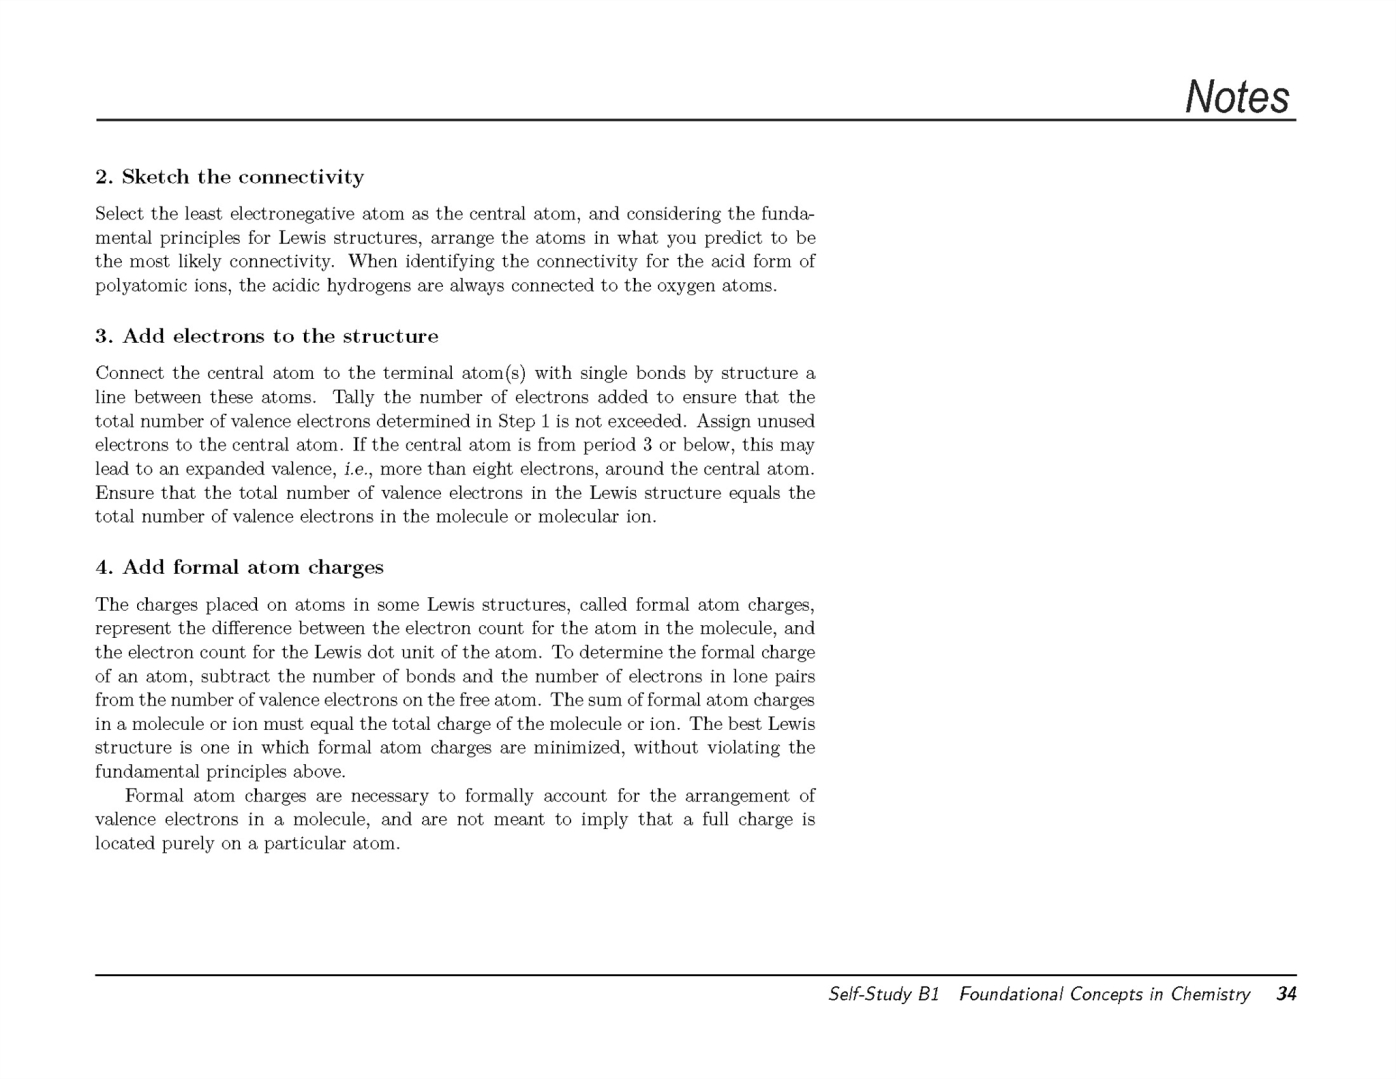 Notes
2. Sketch the connectivity
Select the least electronegative atom as the central atom, and considering the funda-
mental principles for Lewis structures, arrange the atoms in what you predict to be
the most likely connectivity. When identifying the connectivity for the acid form of
polyatomic ions, the acidic hydrogens are always connected to the oxygen atoms.
3. Add electrons to the structure
Connect the central atom to the terminal atom(s) with single bonds by structure a
line between these atoms. Tally the number of electrons added to ensure that the
total number of valence electrons determined in Step 1 is not exceeded. Assign unused
electrons to the central atom. If the central atom is from period 3 or below, this may
lead to an expanded valence, i.e., more than eight electrons, around the central atom.
Ensure that the total number of valence electrons in the Lewis structure equals the
total number of valence electrons in the molecule or molecular ion.
4. Add formal atom charges
The charges placed on atoms in some Lewis structures, called formal atom charges,
represent the difference between the electron count for the atom in the molecule, and
the electron count for the Lewis dot unit of the atom. To determine the formal charge
of an atom, subtract the number of bonds and the number of electrons in lone pairs
from the number of valence electrons on the free atom. The sum of formal atom charges
in a molecule or ion must equal the total charge of the molecule or ion. The best Lewis
structure is one in which formal atom charges are minimized, without violating the
fundamental principles above.
Formal atom charges are necessary to formally account for the arrangement of
valence electrons in a molecule, and are not meant to imply that a full charge is
located purely on a particular atom.
Self-Study B1 Foundational Concepts in Chemistry 34